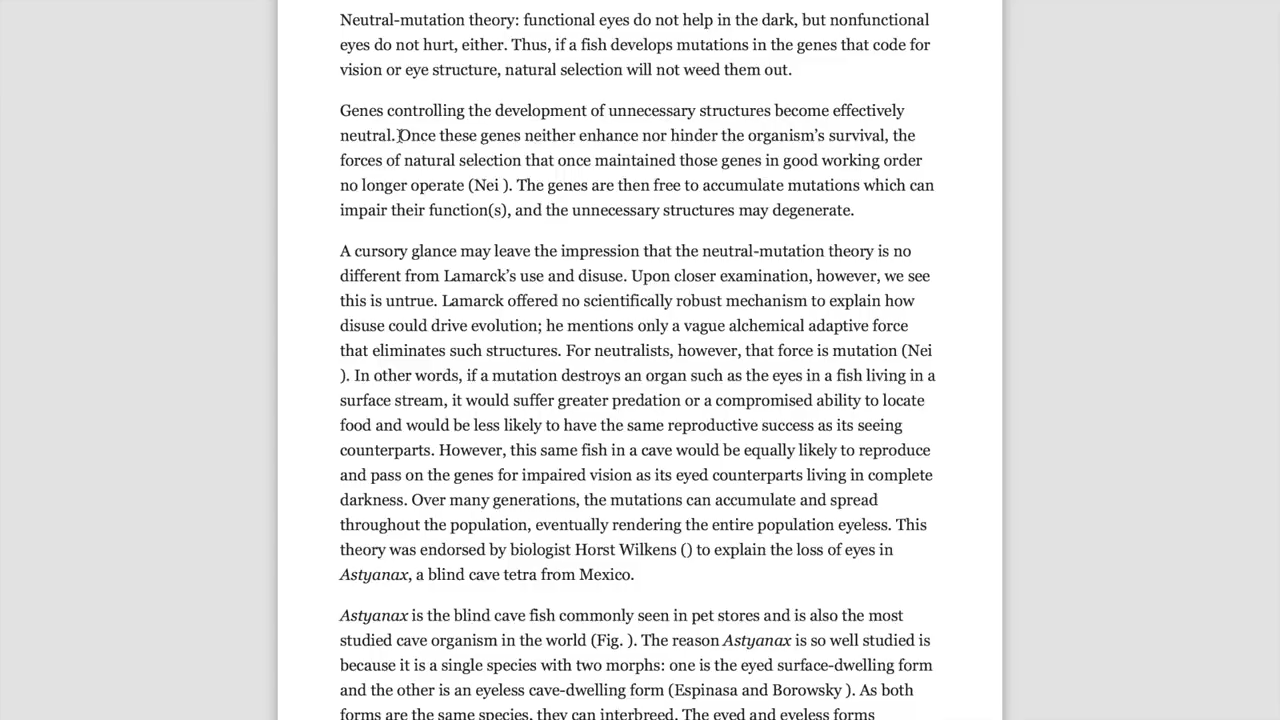 Neutral-mutation theory: functional eyes do not help in the dark, but nonfunctional
eyes do not hurt, either. Thus, if a fish develops mutations in the genes that code for
vision or eye structure, natural selection will not weed them out.
Genes controlling the development of unnecessary structures become effectively
neutral. Once these genes neither enhance nor hinder the organism's survival, the
forces of natural selection that once maintained those genes in good working order
no longer operate (Nei ). The genes are then free to accumulate mutations which can
impair their function(s), and the unnecessary structures may degenerate.
A cursory glance may leave the impression that the neutral-mutation theory is no
different from Lamarck's use and disuse. Upon closer examination, however, we see
this is untrue. Lamarck offered no scientifically robust mechanism to explain how
disuse could drive evolution; he mentions only a vague alchemical adaptive force
that eliminates such structures. For neutralists, however, that force is mutation (Nei
). In other words, if a mutation destroys an organ such as the eyes in a fish living in a
surface stream, it would suffer greater predation or a compromised ability to locate
food and would be less likely to have the same reproductive success as its seeing
counterparts. However, this same fish in a cave would be equally likely to reproduce
and pass on the genes for impaired vision as its eyed counterparts living in complete
darkness. Over many generations, the mutations can accumulate and spread
throughout the population, eventually rendering the entire population eyeless. This
theory was endorsed by biologist Horst Wilkens () to explain the loss of eyes in
Astyanax, a blind cave tetra from Mexico.
Astyanax is the blind cave fish commonly seen in pet stores and is also the most
studied cave organism in the world (Fig. ). The reason Astyanax is so well studied is
because it is a single species with two morphs: one is the eyed surface-dwelling form
and the other is an eyeless cave-dwelling form (Espinasa and Borowsky ). As both
forms are the same species, they can interbreed. The eyed and eyeless forms